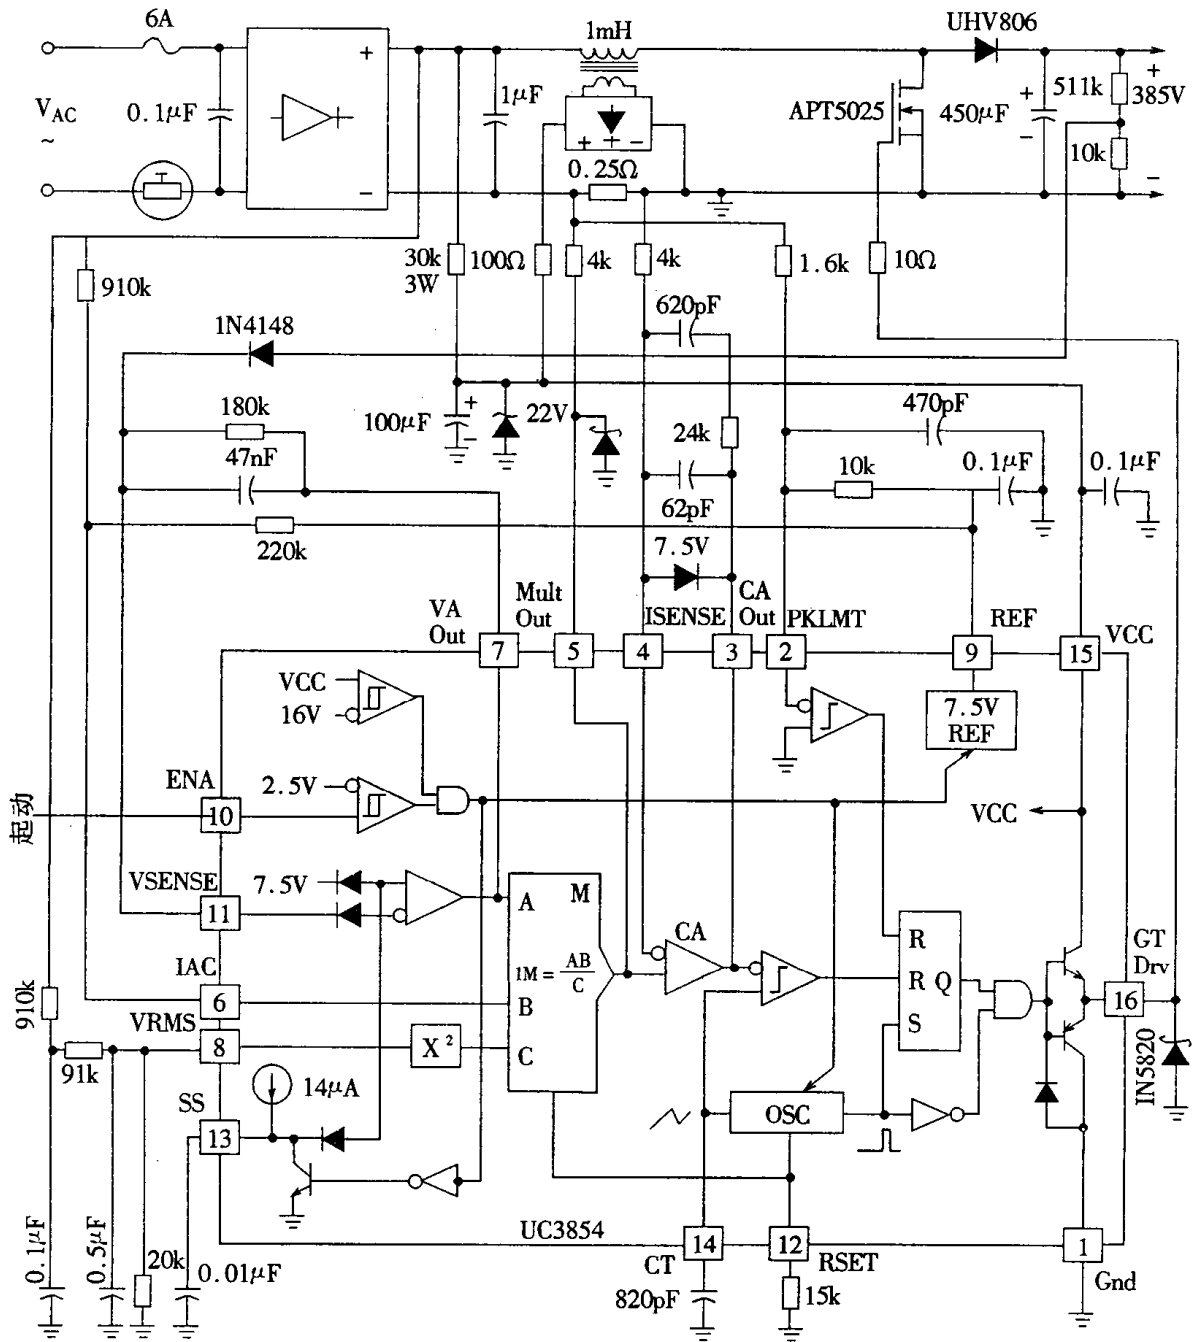 6A
1mH
UHV806
+
V_AC
~
0.1μF
+
−
1μF
+ + −
0.25Ω
APT5025
450μF
+
−
511k
+
385V
10k
−
910k
30k
3W
100Ω
4k
4k
1.6k
10Ω
620pF
1N4148
180k
47nF
220k
100μF
+
−
22V
24k
62pF
470pF
10k
0.1μF
0.1μF
7.5V
VA
Out
Mult
Out
ISENSE
CA
Out
PKLMT
REF
VCC
7
5
4
3
2
9
15
VCC
16V
7.5V
REF
ENA
2.5V
10
起动
VCC
VSENSE
7.5V
11
A
M
1M = AB/C
B
C
CA
R
R
Q
S
GT
Drv
16
IAC
6
910k
VRMS
8
X²
91k
IN5820
SS
14μA
13
OSC
UC3854
14
12
1
CT
RSET
Gnd
0.1μF
0.5μF
20k
0.01μF
820pF
15k